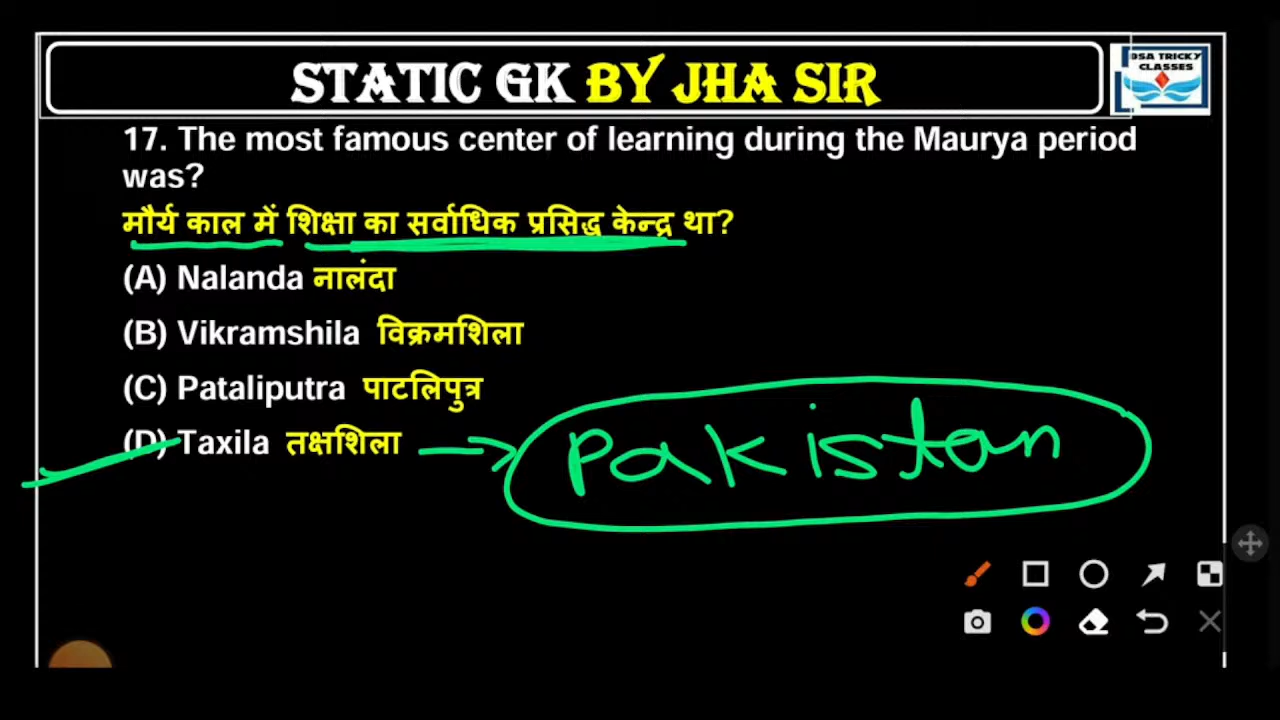 STATIC GK BY JHA SIR
DSA TRICKY
CLASSES
17. The most famous center of learning during the Maurya period
was?
मौर्य काल में शिक्षा का सर्वाधिक प्रसिद्ध केन्द्र था?
(A) Nalanda नालंदा
(B) Vikramshila विक्रमशिला
(C) Pataliputra पाटलिपुत्र
(D) Taxila तक्षशिला
Pakistan